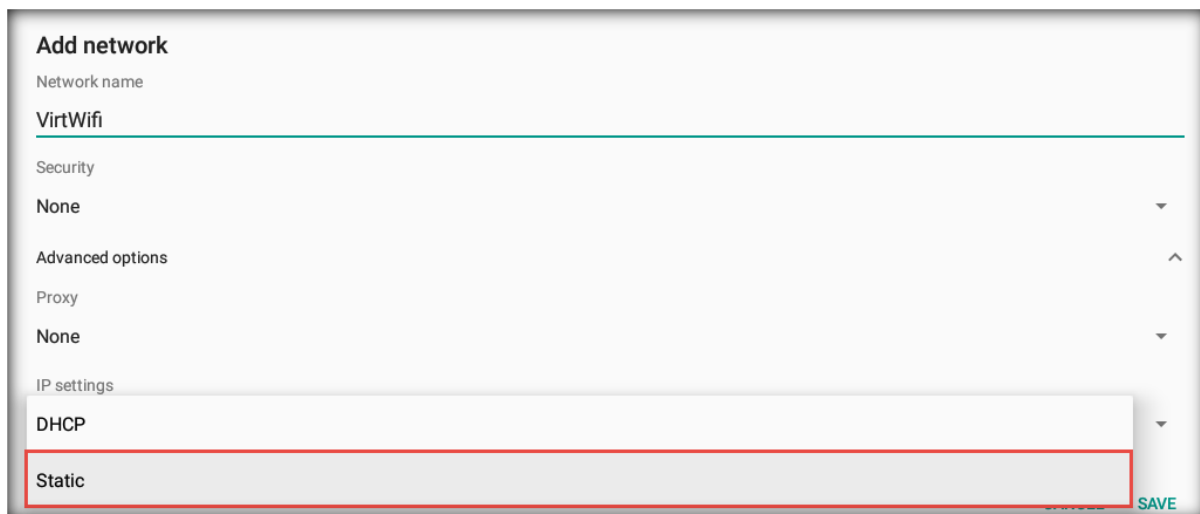 Add network
Network name
VirtWifi
Security
None
Advanced options
Proxy
None
IP settings
DHCP
Static
SAVE